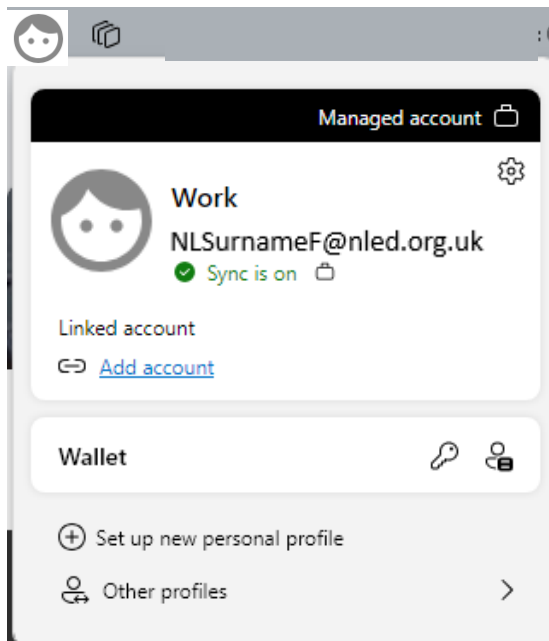 Managed account
Work
NLSurnameF@nled.org.uk
Sync is on
Linked account
Add account
Wallet
Set up new personal profile
Other profiles